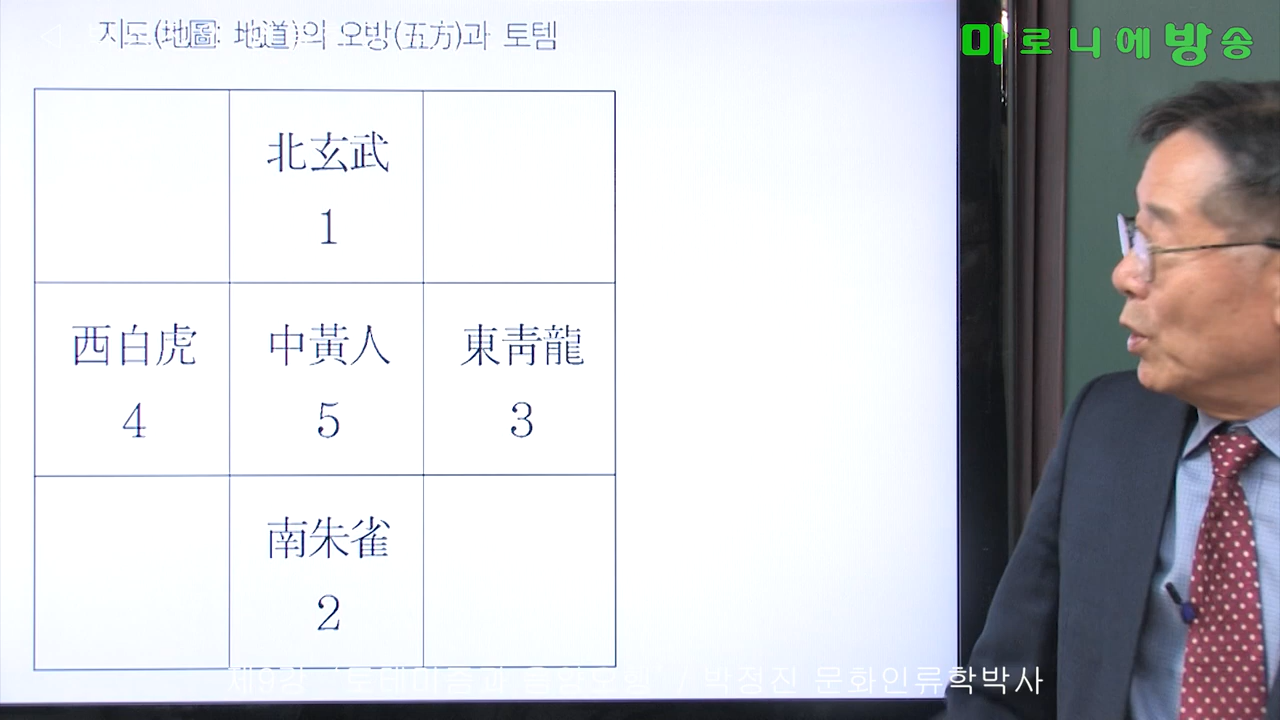 지도(地圖: 地道)의 오방(五方)과 토템
마로니에방송
北玄武
1
西白虎
中黃人
東靑龍
4
5
3
南朱雀
2
제9강 / 박정진 문화인류학박사